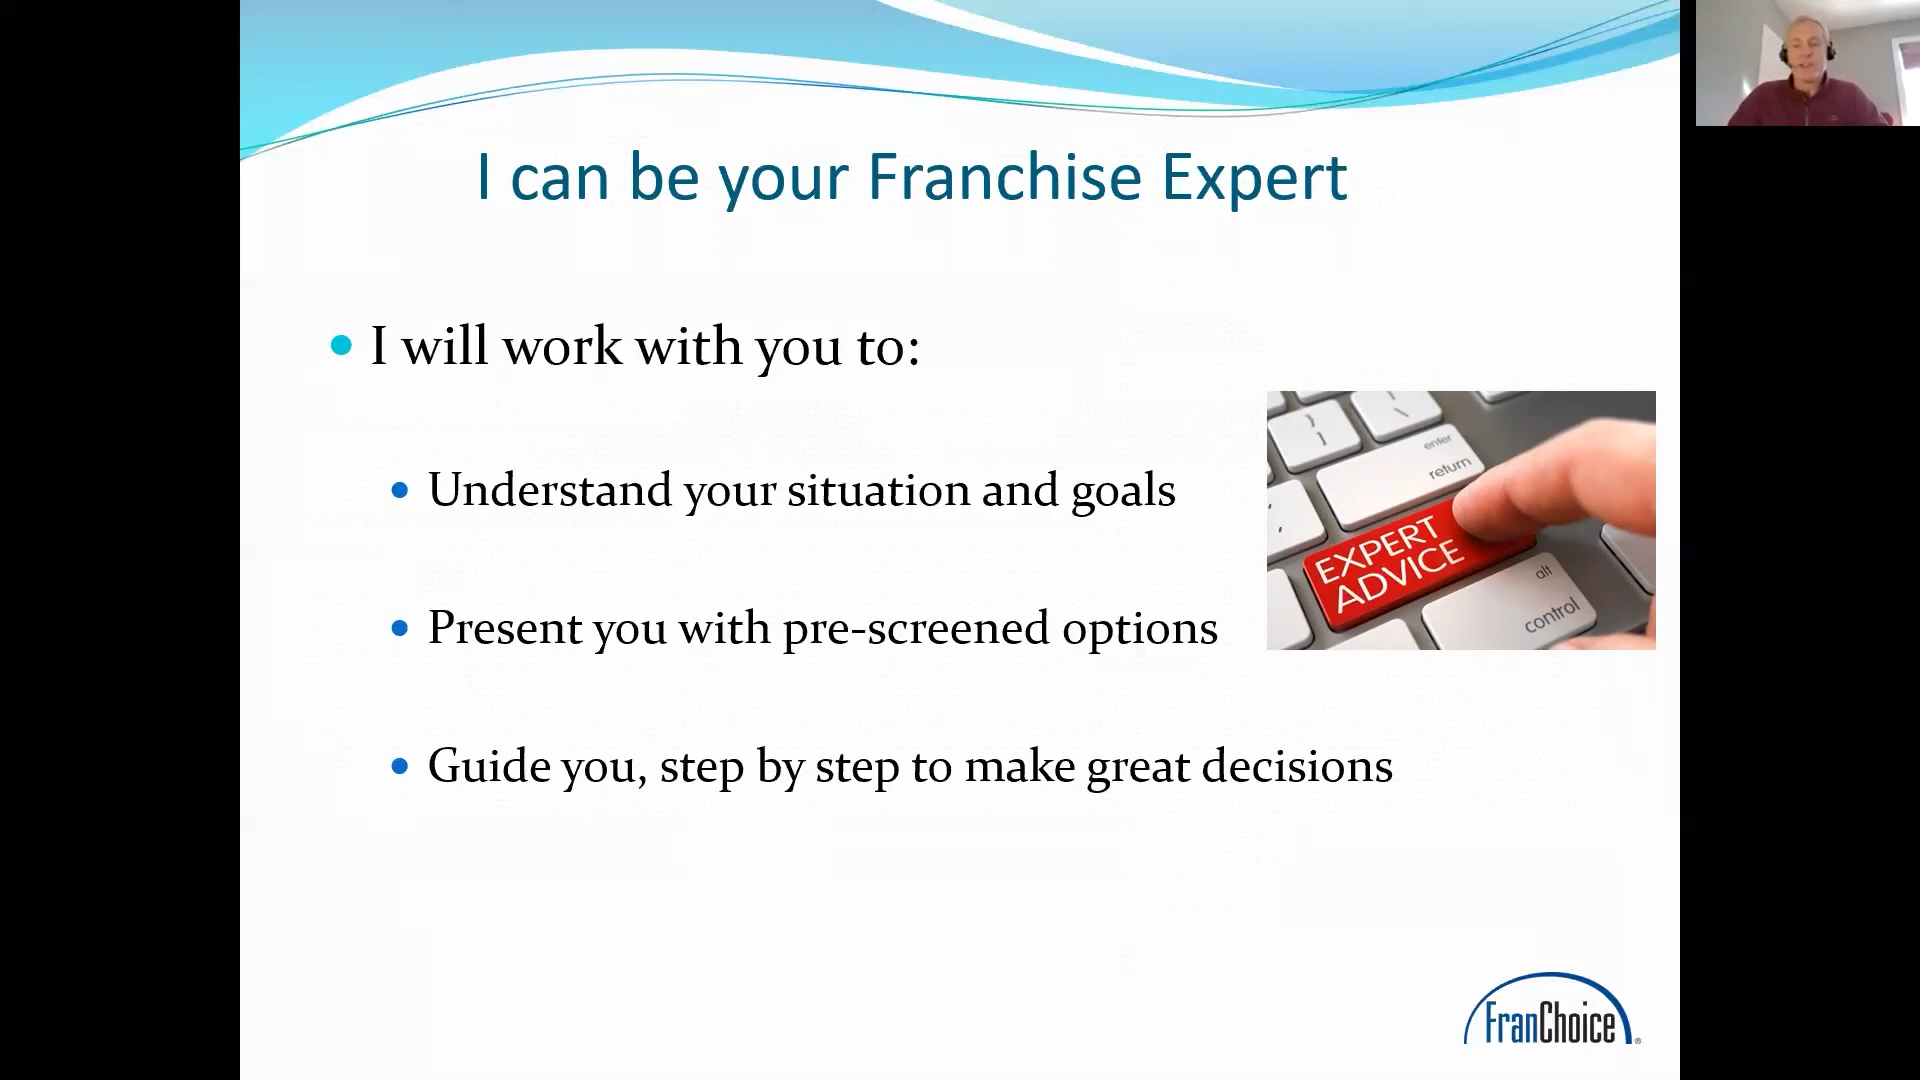 I can be your Franchise Expert
I will work with you to:
Understand your situation and goals
Present you with pre-screened options
Guide you, step by step to make great decisions
}
]
|
\
enter
return
"
,
EXPERT
ADVICE
alt
control
FranChoice®